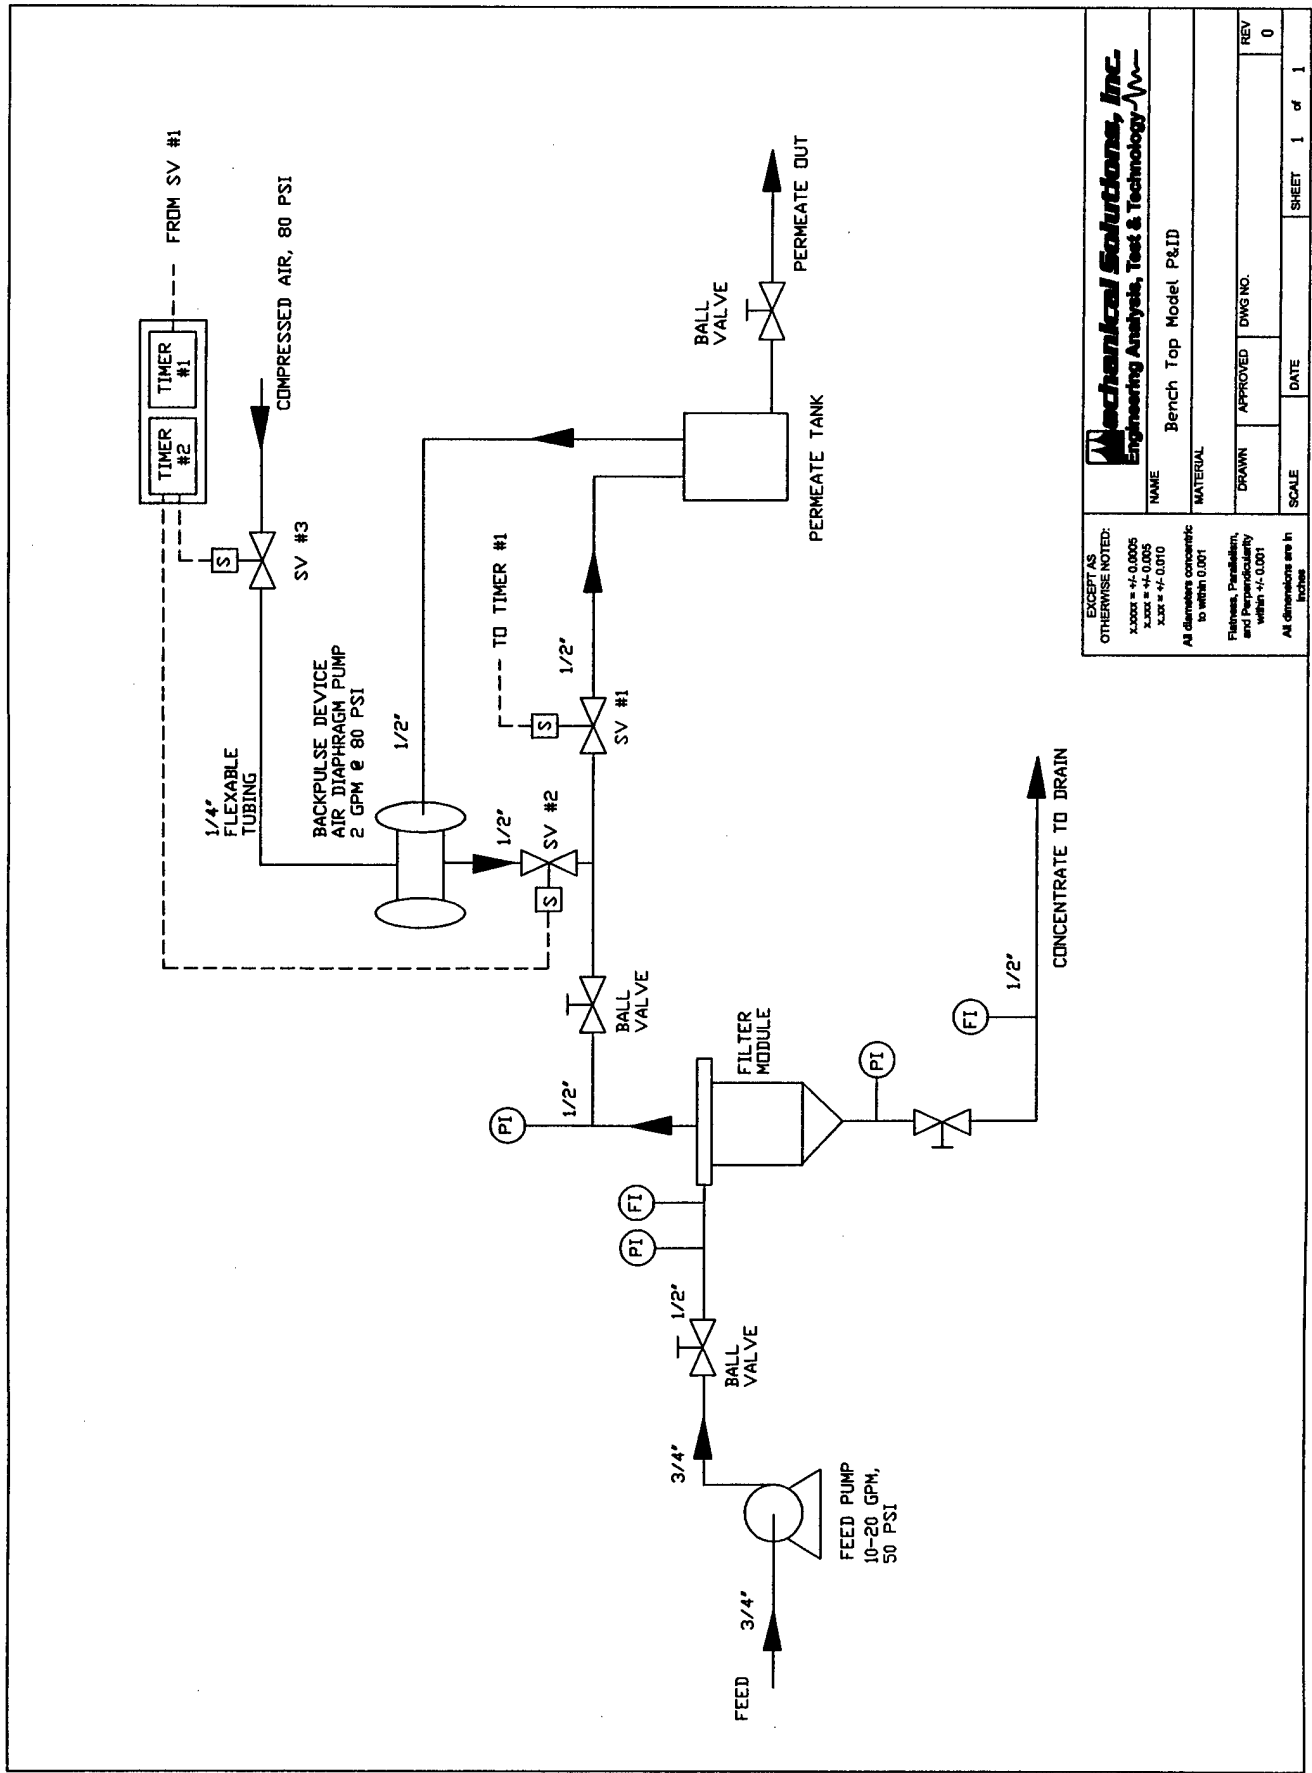 TIMER
#2
TIMER
#1
FROM SV #1
COMPRESSED AIR, 80 PSI
S
SV #3
1/4"
FLEXABLE
TUBING
BACKPULSE DEVICE
AIR DIAPHRAGM PUMP
2 GPM @ 80 PSI
1/2"
1/2"
S
SV #2
TO TIMER #1
S
SV #1
1/2"
BALL
VALVE
PERMEATE OUT
PERMEATE TANK
BALL
VALVE
PI
1/2"
FILTER
MODULE
PI
FI
1/2"
CONCENTRATE TO DRAIN
FI
PI
1/2"
BALL
VALVE
3/4"
FEED PUMP
10-20 GPM,
50 PSI
3/4"
FEED
EXCEPT AS
OTHERWISE NOTED:
x.xxxx = +/- 0.0005
x.xxx = +/- 0.005
x.xx = +/- 0.010
All diameters concentric
to within 0.001
Flatness, Parallelism,
and Perpendicularity
within +/- 0.001
All dimensions are in
inches
Mechanical Solutions, Inc.
Engineering Analysis, Test & Technology
NAME
Bench Top Model P&ID
MATERIAL
DRAWN
APPROVED
DWG NO.
REV
0
SCALE
DATE
SHEET 1 of 1